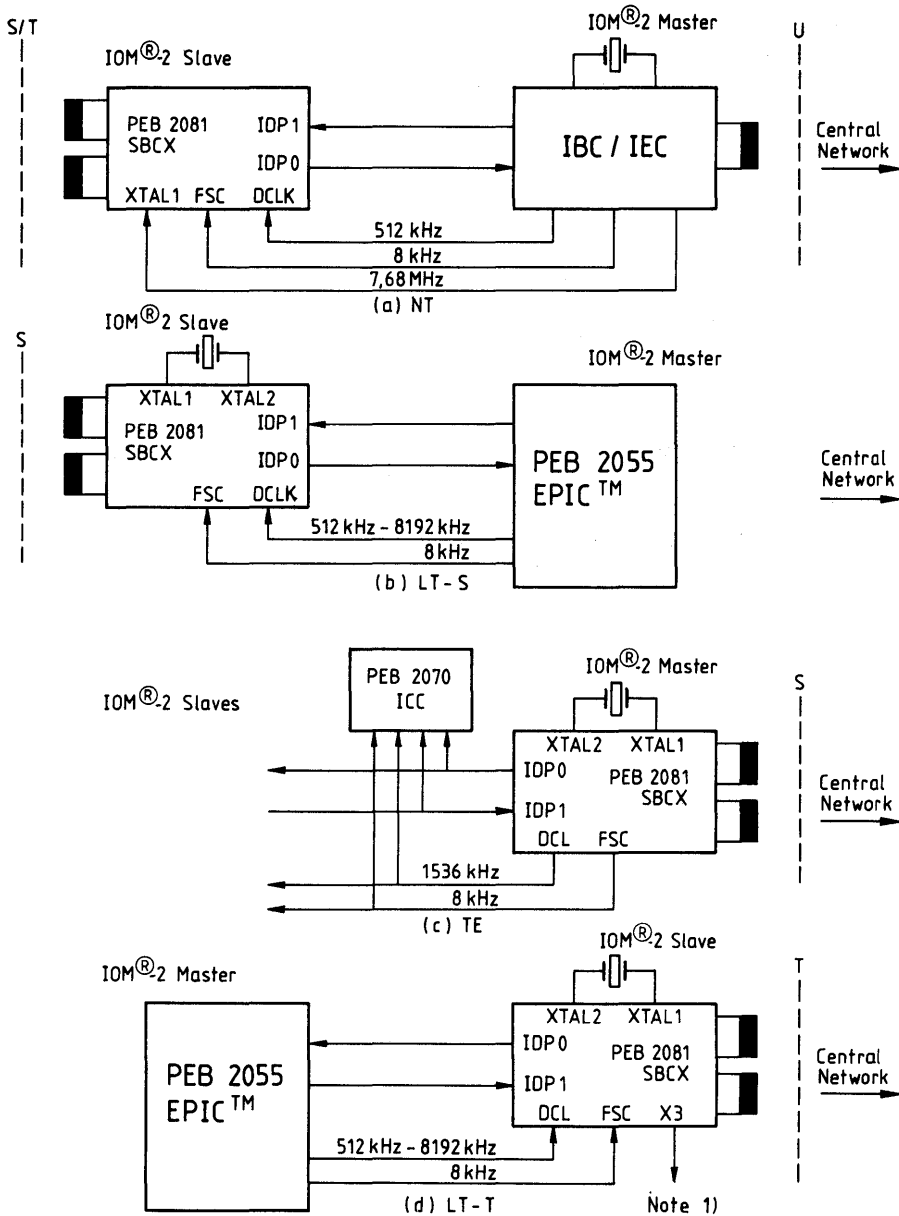 S/T
IOM®-2 Slave
IOM®-2 Master
U
PEB 2081
SBCX
IDP1
IDP0
XTAL1 FSC DCLK
IBC / IEC
Central
Network
512 kHz
8 kHz
7,68 MHz
(a) NT
S
IOM®-2 Slave
IOM®-2 Master
XTAL1 XTAL2
IDP1
PEB 2081
SBCX
IDP0
FSC DCLK
PEB 2055
EPIC™
Central
Network
512 kHz - 8192 kHz
8 kHz
(b) LT-S
IOM®-2 Slaves
PEB 2070
ICC
IOM®-2 Master
S
XTAL2 XTAL1
IDP0
PEB 2081
SBCX
IDP1
DCL FSC
Central
Network
1536 kHz
8 kHz
(c) TE
IOM®-2 Master
IOM®-2 Slave
T
PEB 2055
EPIC™
XTAL2 XTAL1
IDP0
PEB 2081
SBCX
IDP1
DCL FSC X3
Central
Network
512 kHz - 8192 kHz
8 kHz
(d) LT-T
Note 1)